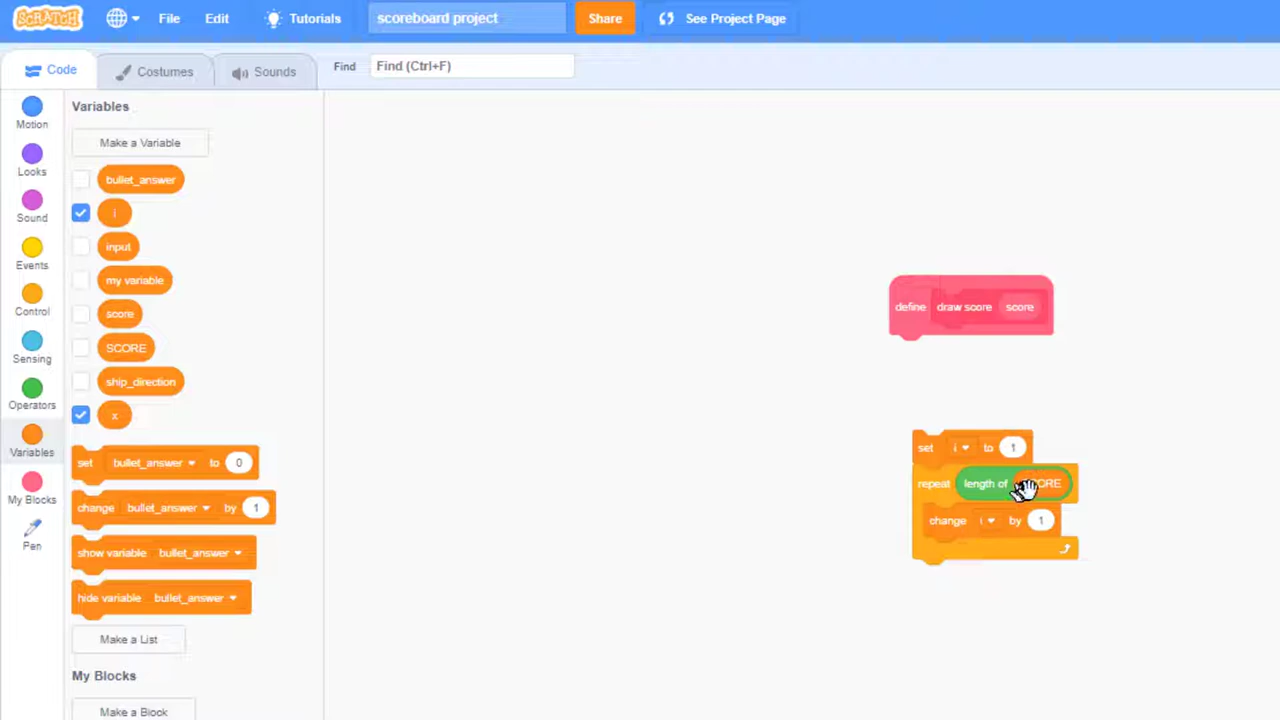 SCRATCH File Edit Tutorials scoreboard project Share See Project Page
Code Costumes Sounds Find Find (Ctrl+F)
Motion
Looks
Sound
Events
Control
Sensing
Operators
Variables
My Blocks
Pen
Variables
Make a Variable
bullet_answer
i
input
my variable
score
SCORE
ship_direction
x
set bullet_answer to 0
change bullet_answer by 1
show variable bullet_answer
hide variable bullet_answer
Make a List
My Blocks
Make a Block
define draw score score
set i to 1
repeat length of
change i by 1